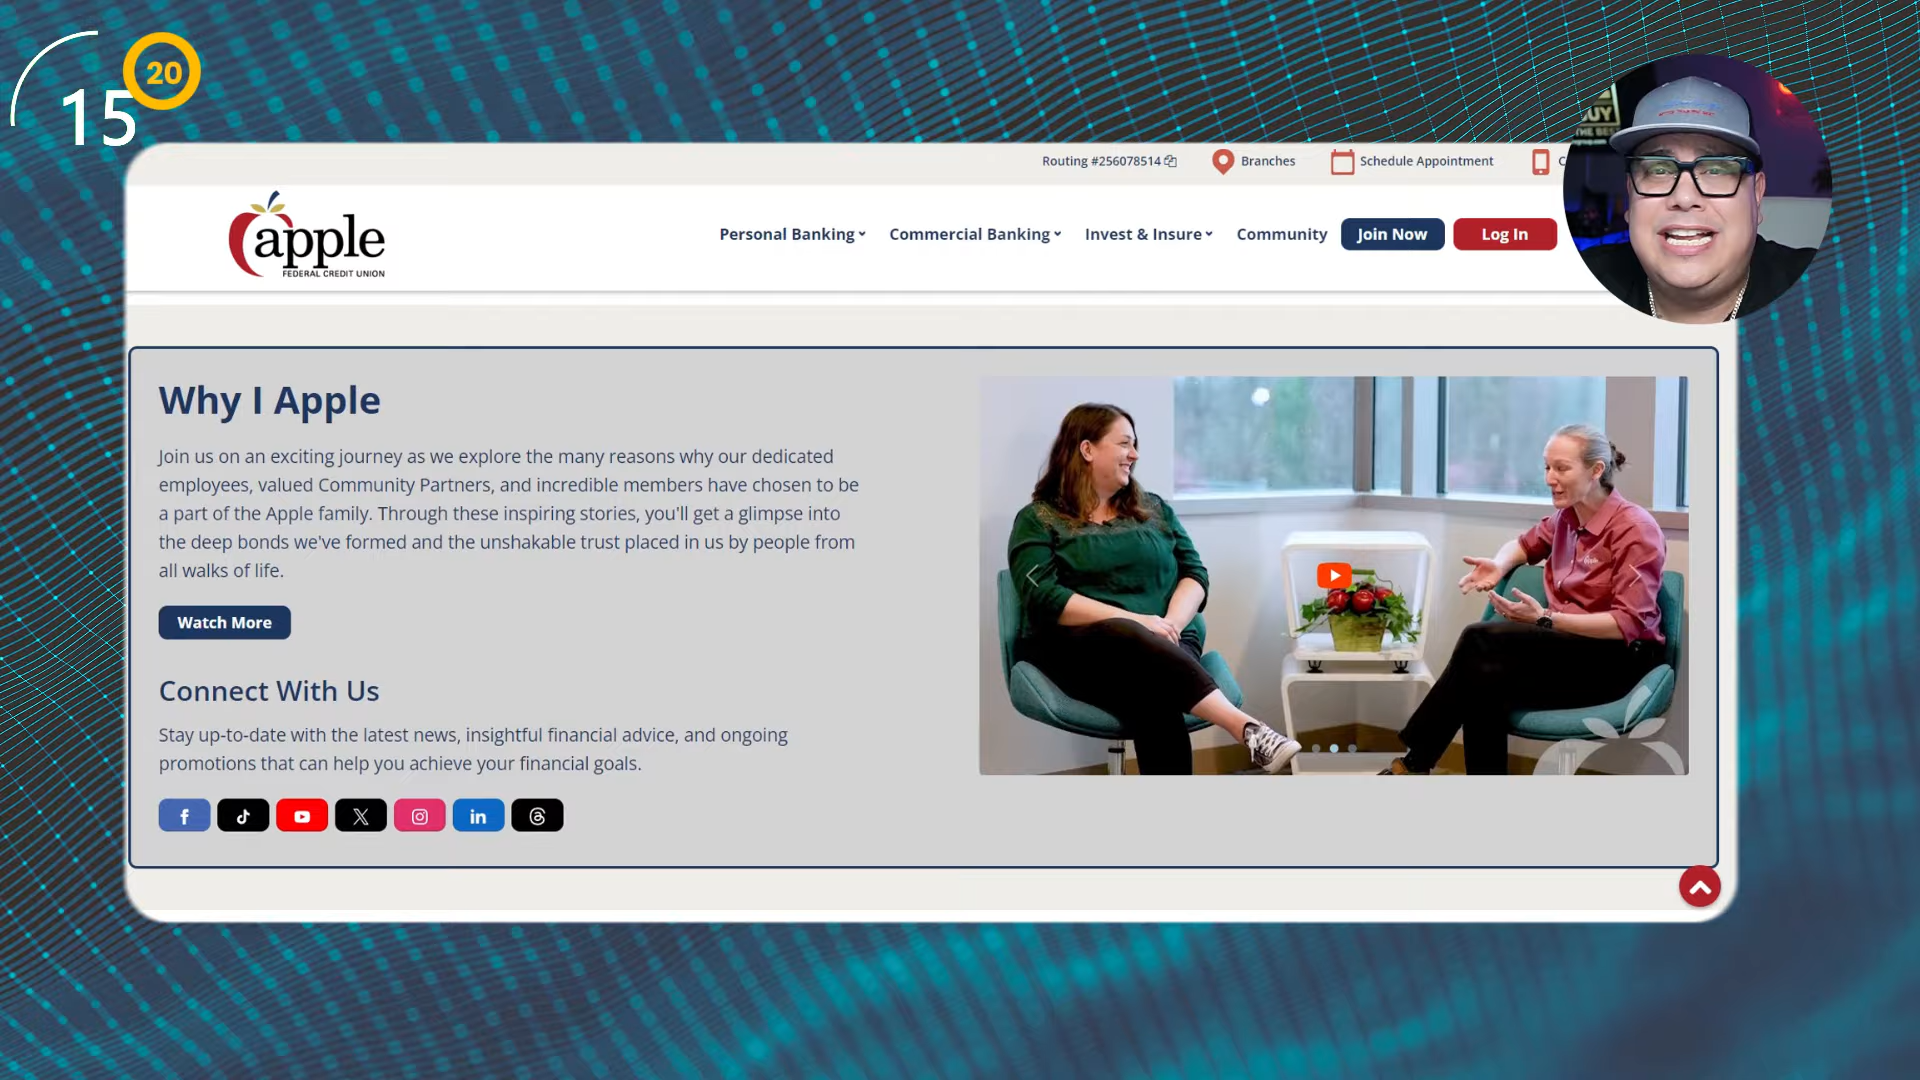 20
15
UY
THE BES
Routing #256078514
Branches
Schedule Appointment
C
apple
FEDERAL CREDIT UNION
Personal Banking
Commercial Banking
Invest & Insure
Community
Join Now
Log In
Why I Apple
Join us on an exciting journey as we explore the many reasons why our dedicated
employees, valued Community Partners, and incredible members have chosen to be
a part of the Apple family. Through these inspiring stories, you'll get a glimpse into
the deep bonds we've formed and the unshakable trust placed in us by people from
all walks of life.
Watch More
Connect With Us
Stay up-to-date with the latest news, insightful financial advice, and ongoing
promotions that can help you achieve your financial goals.